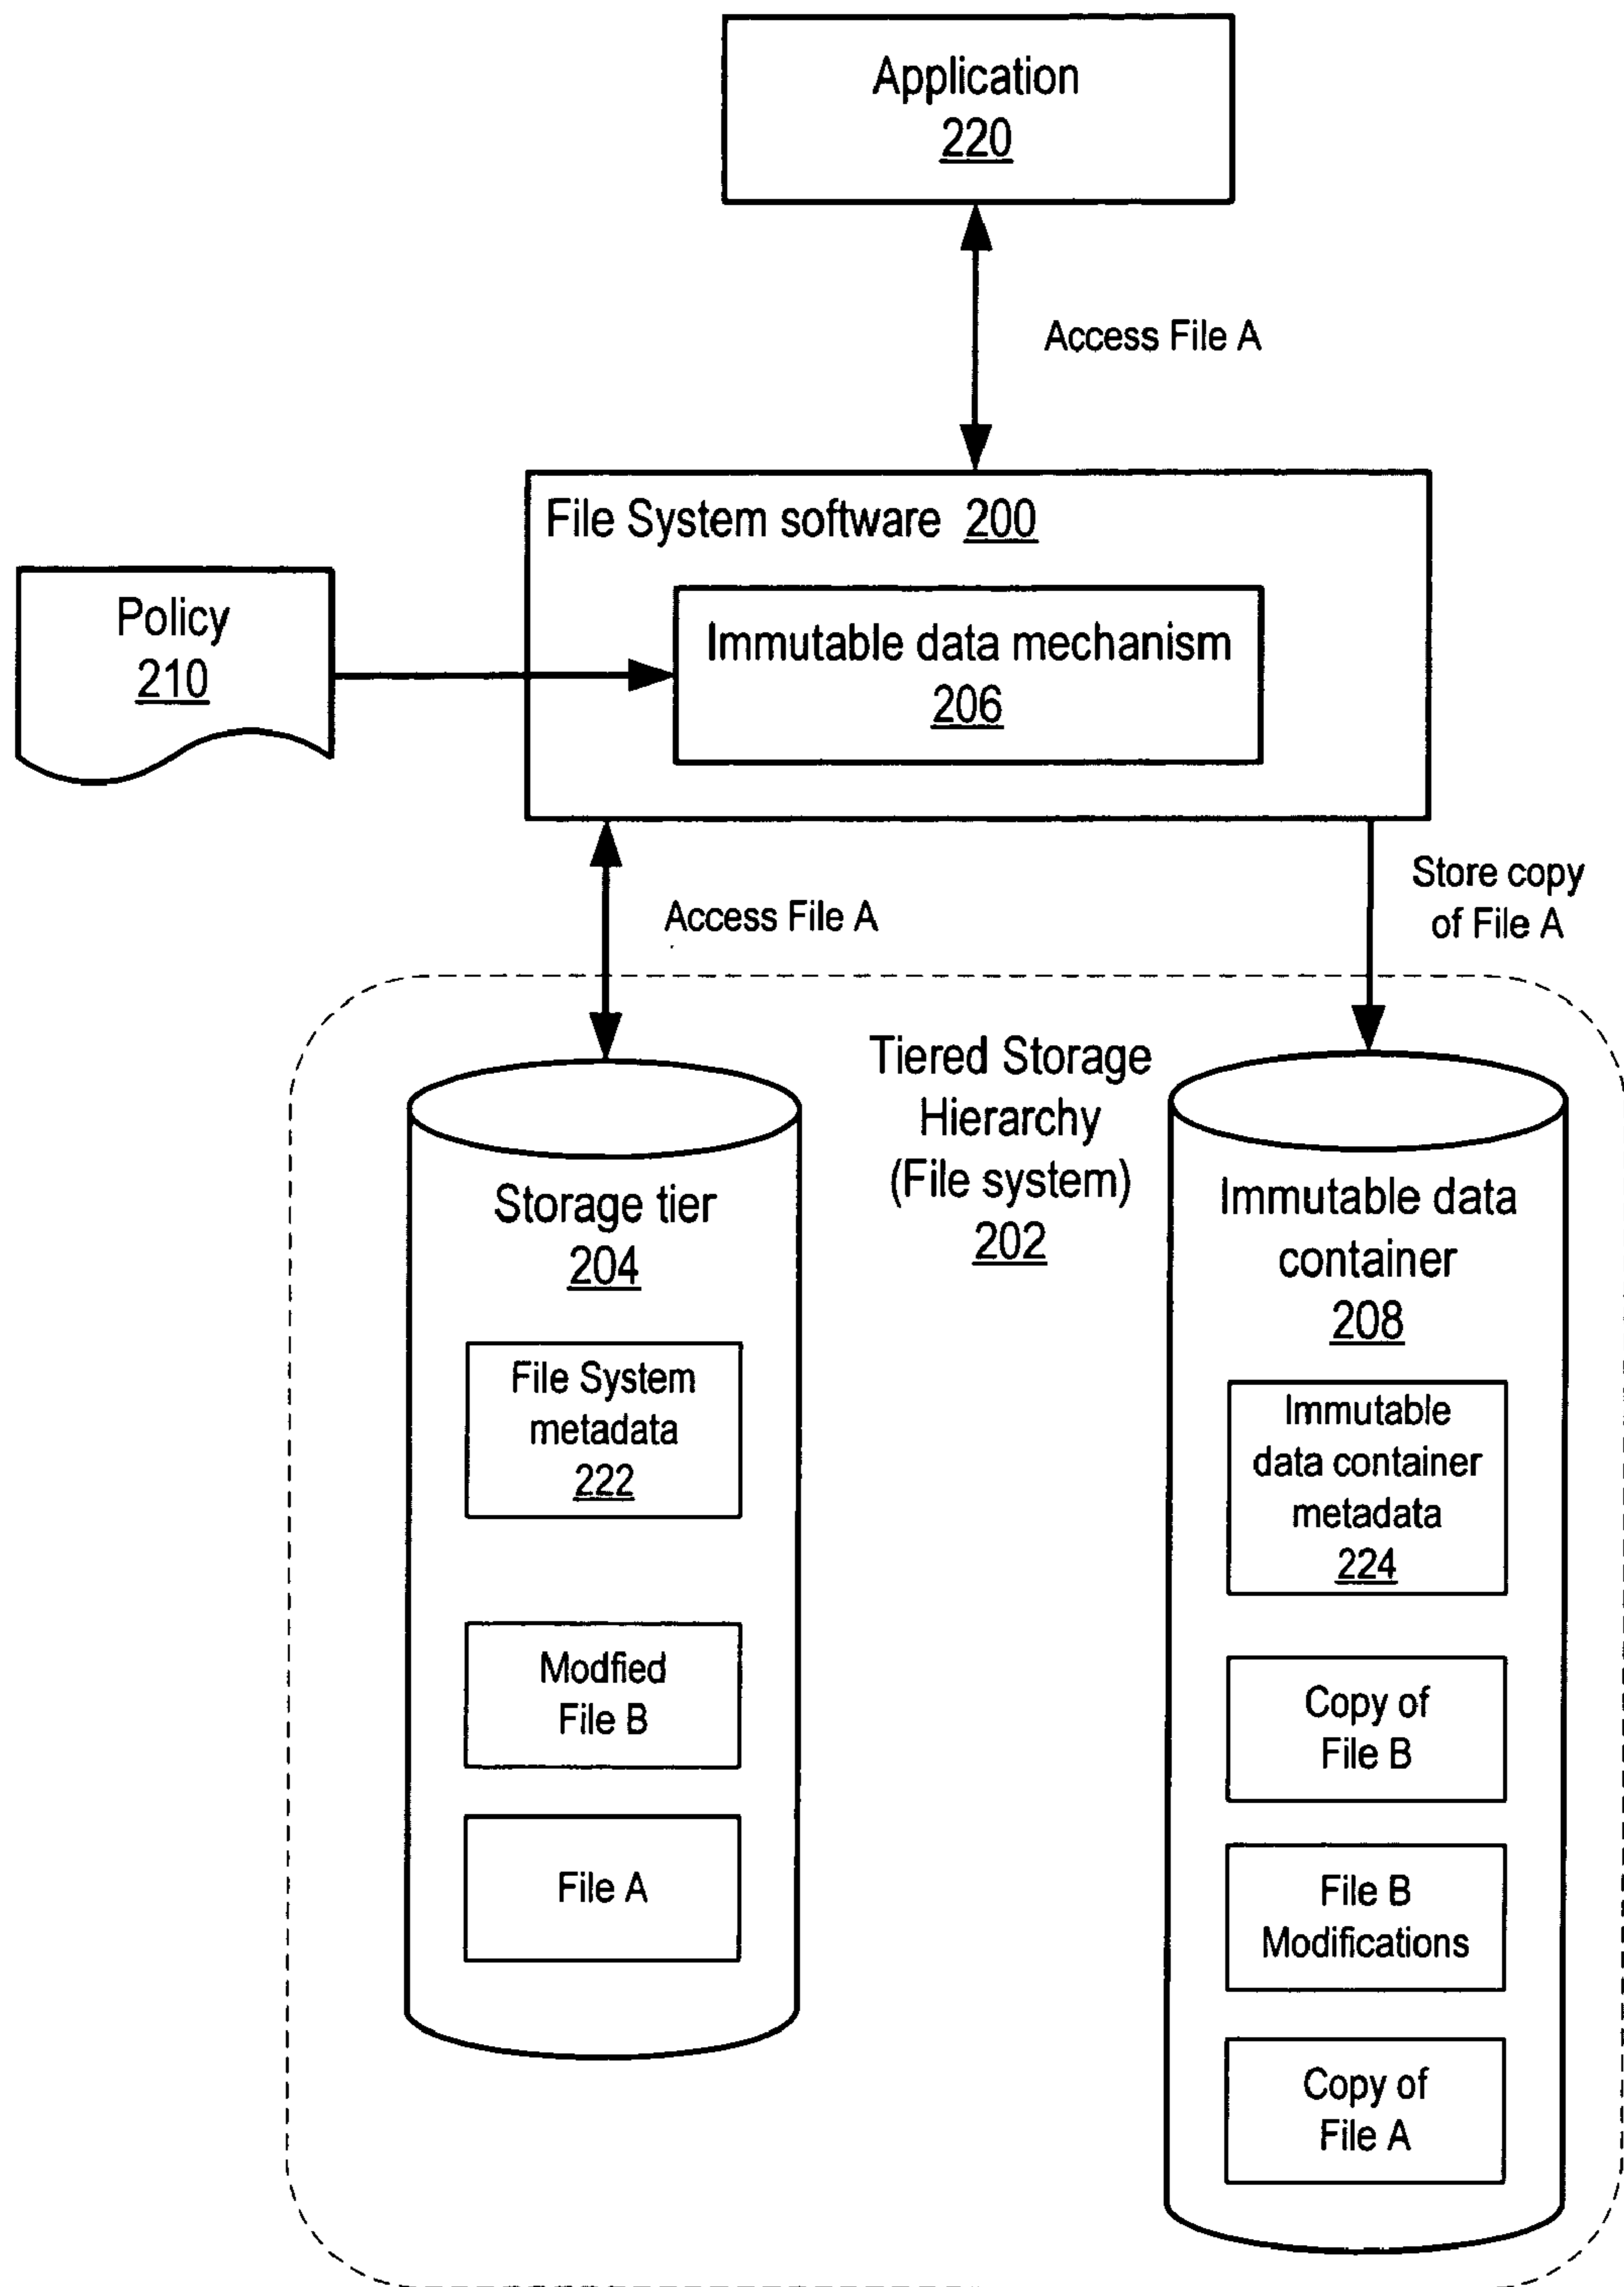 Application
220
Access File A
File System software 200
Policy
210
Immutable data mechanism
206
Access File A
Store copy
of File A
Tiered Storage
Hierarchy
(File system)
202
Storage tier
204
File System
metadata
222
Modfied
File B
File A
Immutable data
container
208
Immutable
data container
metadata
224
Copy of
File B
File B
Modifications
Copy of
File A